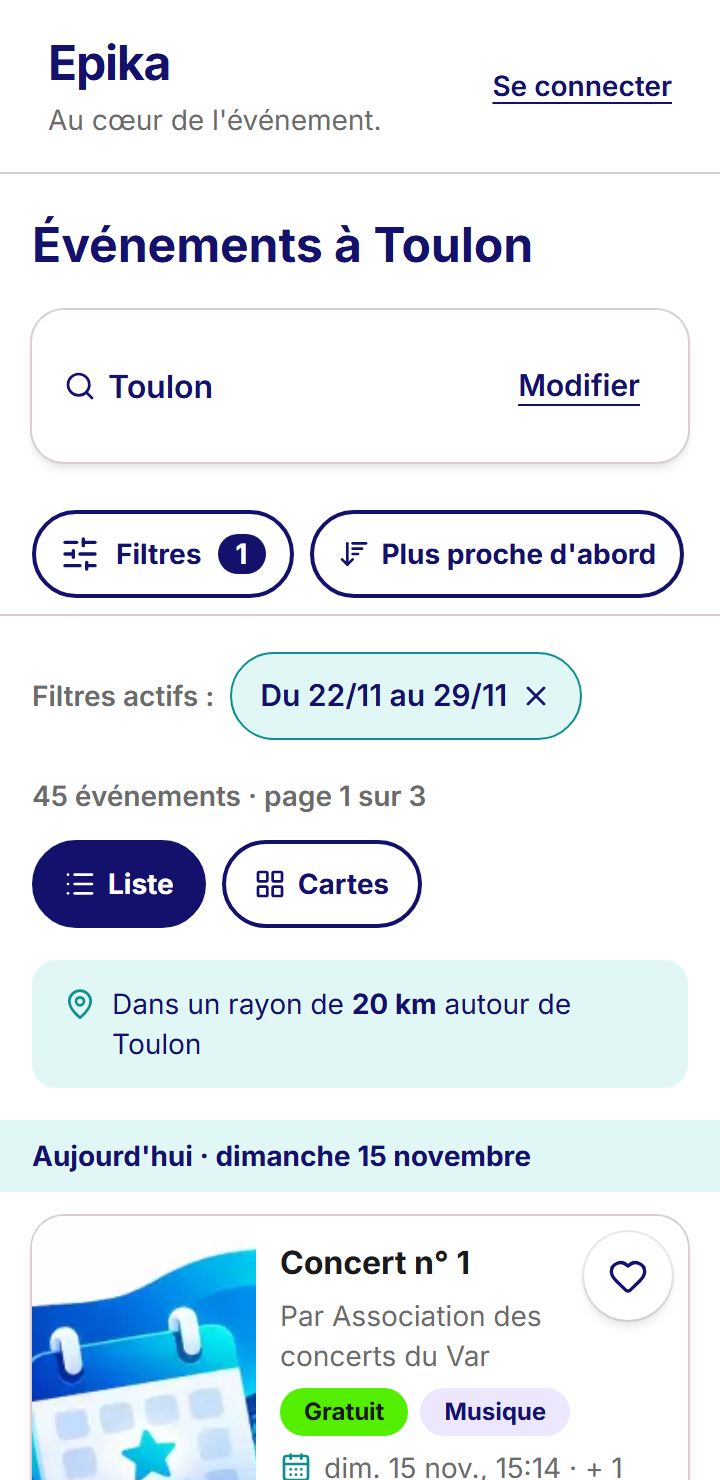 Epika
Au cœur de l'événement.
Se connecter
Événements à Toulon
Toulon
Modifier
Filtres 1
Plus proche d'abord
Filtres actifs :
Du 22/11 au 29/11
45 événements · page 1 sur 3
Liste
Cartes
Dans un rayon de 20 km autour de
Toulon
Aujourd'hui · dimanche 15 novembre
Concert n° 1
Par Association des
concerts du Var
Gratuit
Musique
dim. 15 nov., 15:14 · + 1